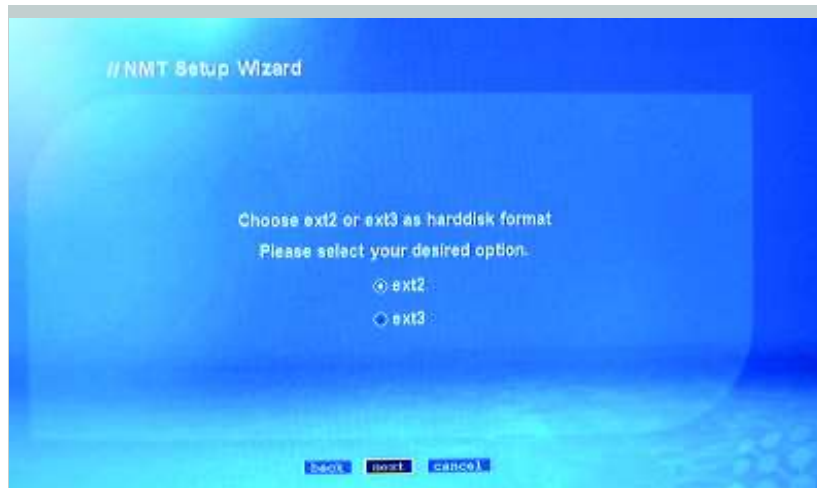 //NMT Setup Wizard
Choose ext2 or ext3 as harddisk format
Please select your desired option.
ext2
ext3
back next cancel